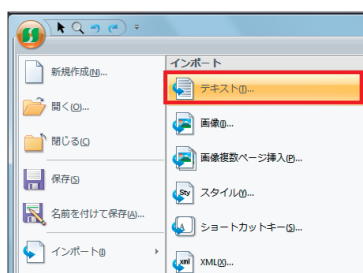 新規作成(N)...
開く(O)...
閉じる(C)
保存(S)
名前を付けて保存(A)...
インポート(I)
インポート
テキスト(T)...
画像(I)...
画像複数ページ挿入(P)...
Sty スタイル(Y)...
ショートカットキー(S)...
xml XML(X)...